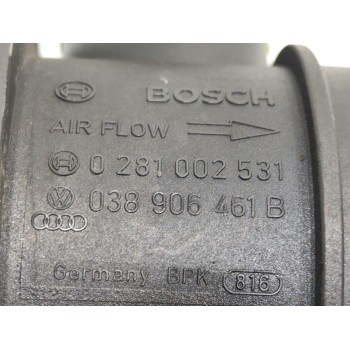 BOSCH
AIR FLOW
0 281 002 531
038 906 461 B
Germany BPK 816